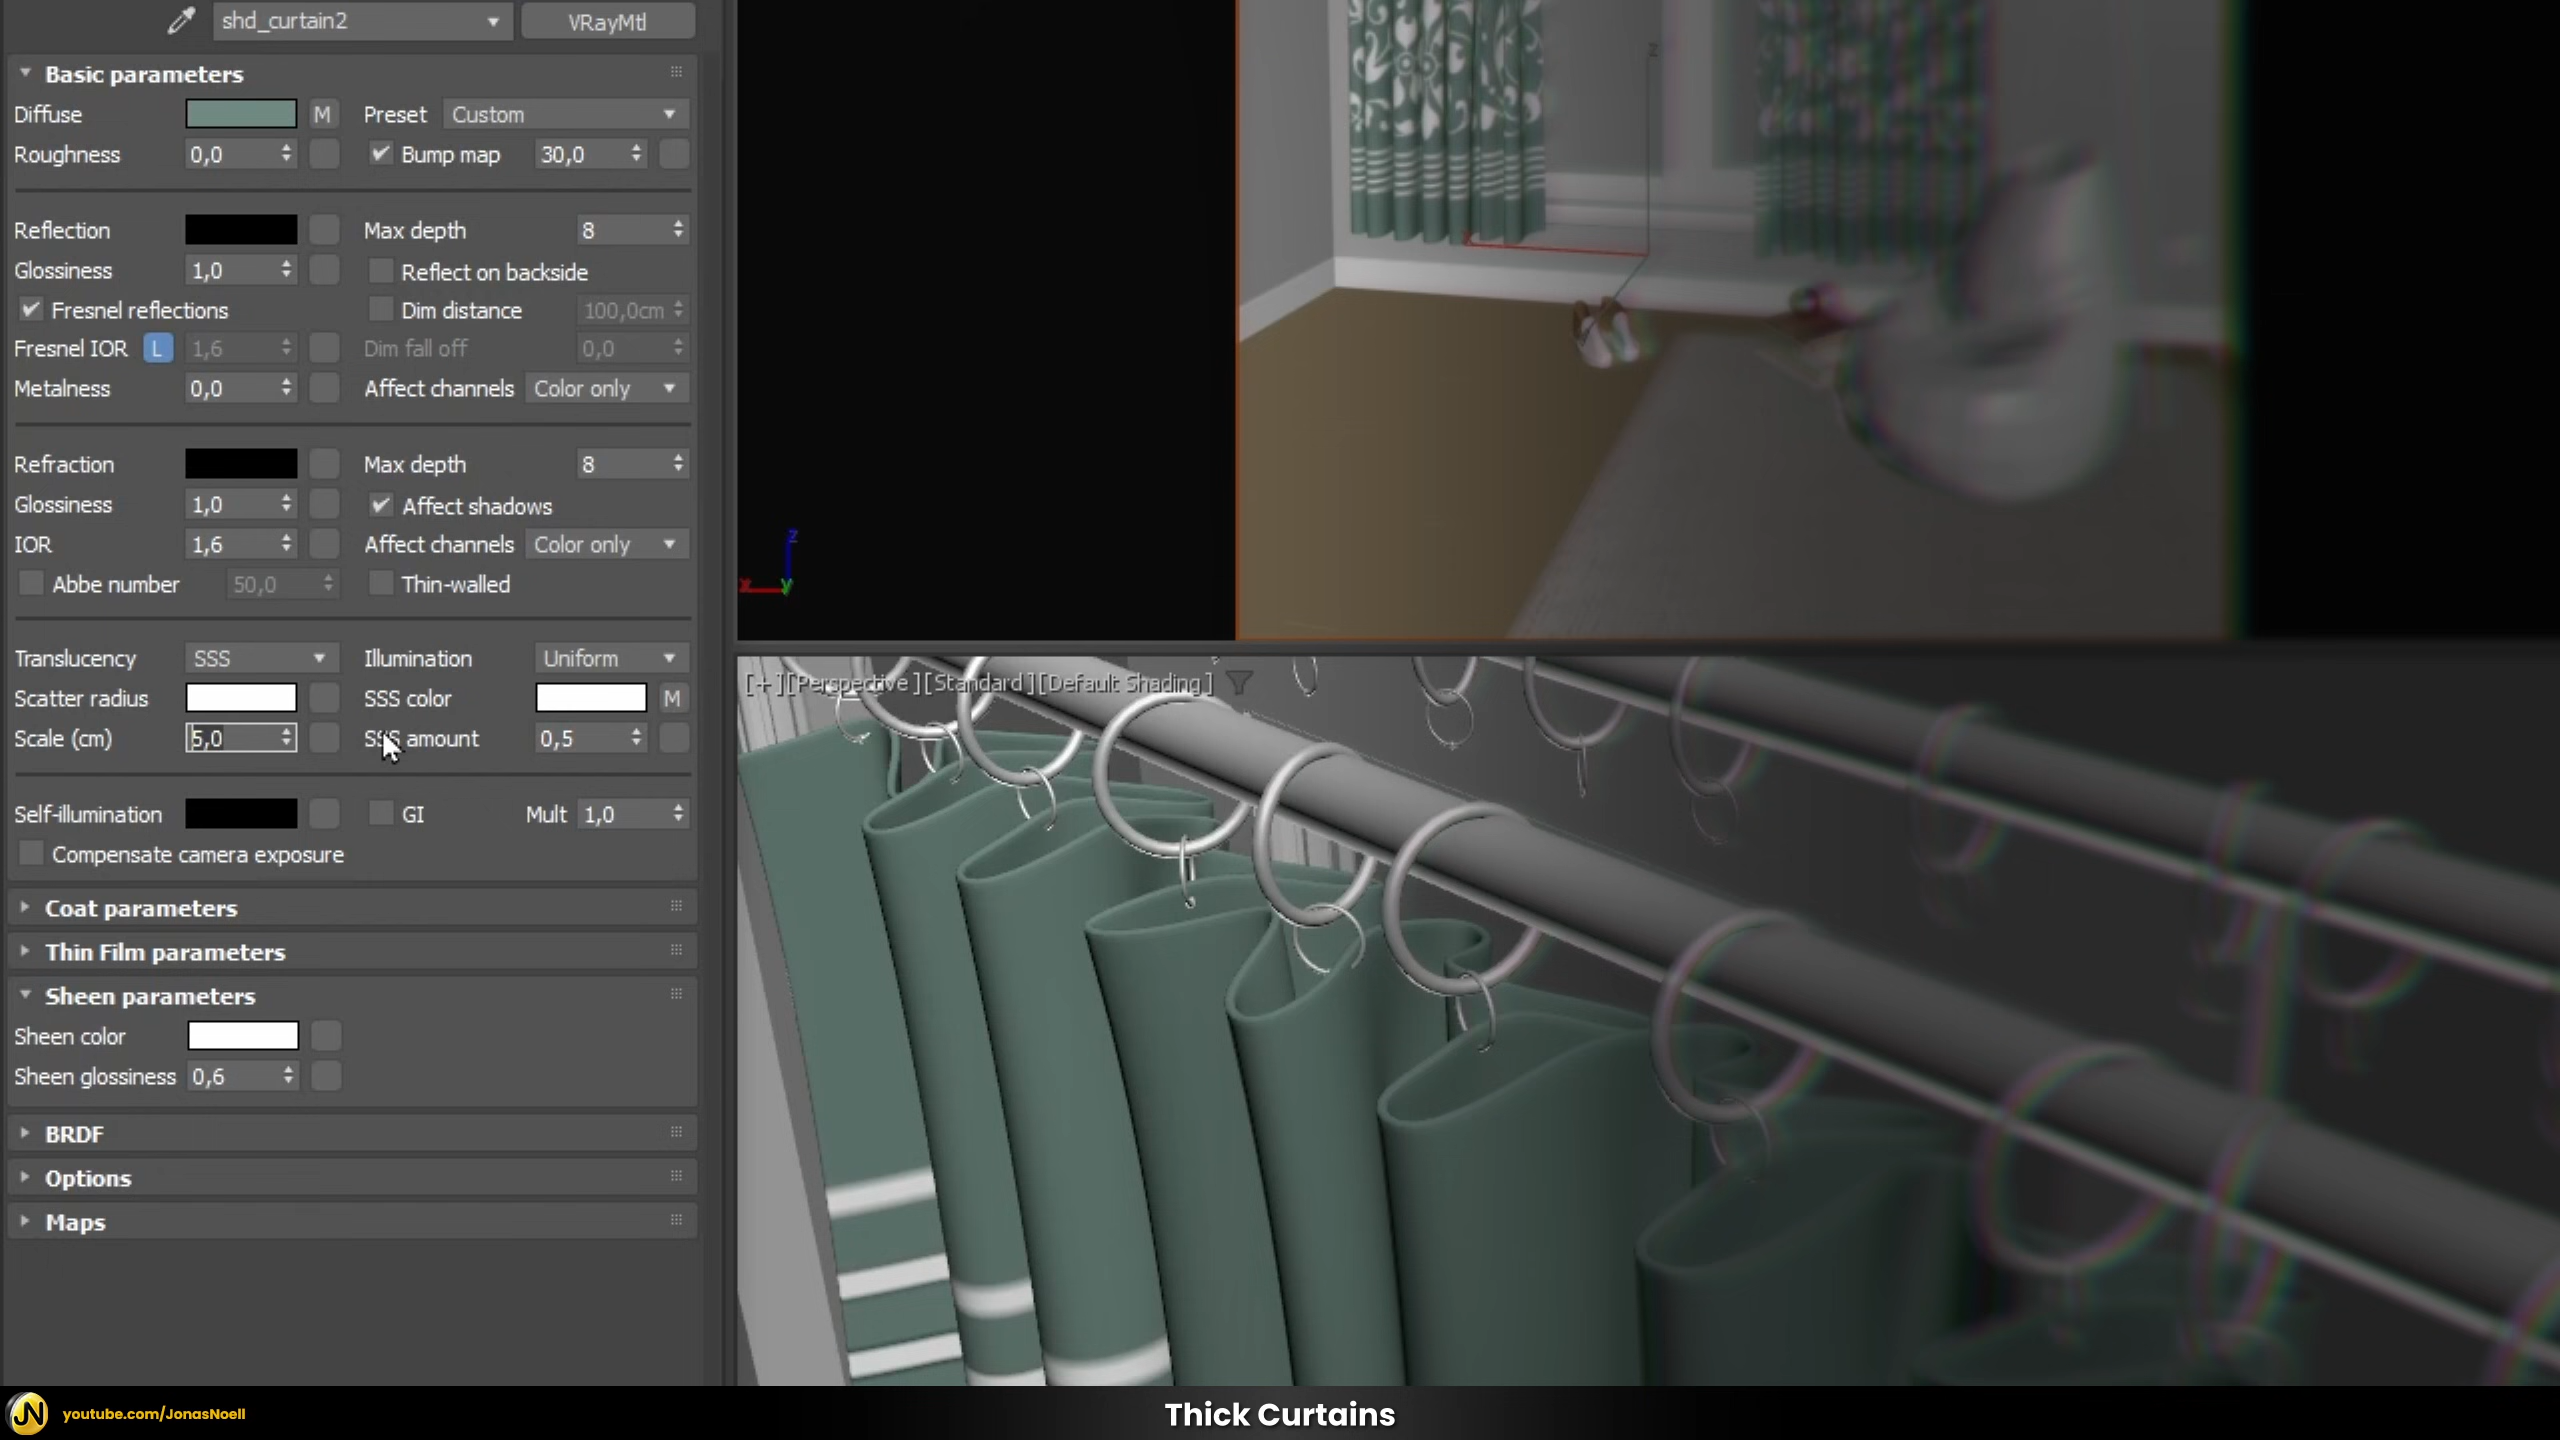 shd_curtain2 VRayMtl
Basic parameters
Diffuse M Preset Custom
Roughness 0,0 Bump map 30,0
Reflection Max depth 8
Glossiness 1,0 Reflect on backside
Fresnel reflections Dim distance 100,0cm
Fresnel IOR L 1,6 Dim fall off 0,0
Metalness 0,0 Affect channels Color only
Refraction Max depth 8
Glossiness 1,0 Affect shadows
IOR 1,6 Affect channels Color only
Abbe number 50,0 Thin-walled
Translucency SSS Illumination Uniform
Scatter radius SSS color M
Scale (cm) 5,0 SSS amount 0,5
Self-illumination GI Mult 1,0
Compensate camera exposure
Coat parameters
Thin Film parameters
Sheen parameters
Sheen color
Sheen glossiness 0,6
BRDF
Options
Maps
z
x
z
x y
[+][Perspective][Standard][Default Shading]
JN youtube.com/JonasNoell
Thick Curtains